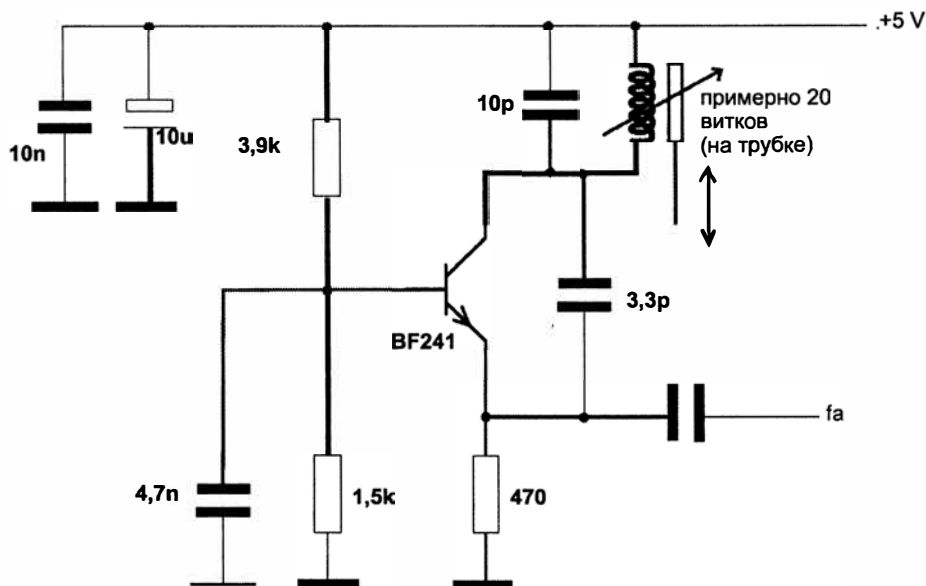 .+5 V
10n
10u
3,9k
10p
примерно 20
витков
(на трубке)
BF241
3,3p
fa
4,7n
1,5k
470